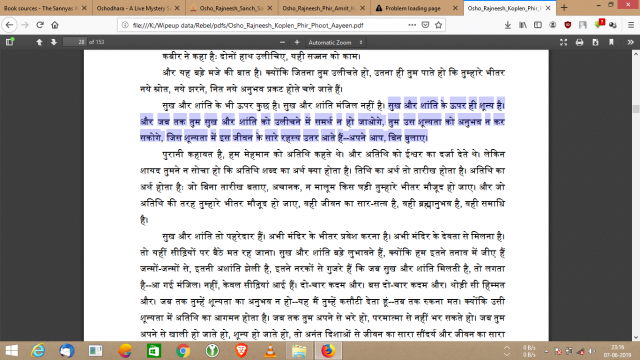 Book sources - The Sannyas W
Oshodhara - A Live Mystery S
Osho_Rajneesh_Sanch_So
Osho_Rajneesh_Phir_Amrit_
Problem loading page
Osho_Rajneesh_Koplen_Phir_
file:///K:/Wipeup data/Rebel/pdfs/Osho_Rajneesh_Koplen_Phir_Phoot_Aayeen.pdf
Search
28 of 153
Automatic Zoom
कबीर ने कहा है: दोनों हाथ उलीचिए, यही सज्जन को काम।
और यह बड़े मजे की बात है। क्योंकि जितना तुम उलीचते हो, उतना ही तुम पाते हो कि तुम्हारे भीतर
नये स्रोत, नये झरने, नित नये अनुभव प्रकट होते चले जाते हैं।
सुख और शांति के भी ऊपर कुछ है। सुख और शांति मंजिल नहीं है। सुख और शांति के ऊपर ही शून्य है।
और जब तक तुम सुख और शांति को उलीचने में समर्थ न हो जाओगे, तुम उस शून्यता को अनुभव न कर
सकोगे, जिस शून्यता में इस जीवन के सारे रहस्य उतर आते हैं--अपने आप, बिन बुलाए।
पुरानी कहावत है, हम मेहमान को अतिथि कहते थे। और अतिथि को ईश्वर का दर्जा देते थे। लेकिन
शायद तुमने न सोचा हो कि अतिथि शब्द का अर्थ क्या होता है। तिथि का अर्थ तो तारीख होता है। अतिथि का
अर्थ होता है: जो बिना तारीख बताए, अचानक, न मालूम किस घड़ी तुम्हारे भीतर मौजूद हो जाए। और जो
अतिथि की तरह तुम्हारे भीतर मौजूद हो जाए, वही जीवन का सार-सत्व है, वही ब्रह्मानुभव है, वही समाधि
है।
सुख और शांति तो पहरेदार हैं। अभी मंदिर के भीतर प्रवेश करना है। अभी मंदिर के देवता से मिलना है।
तो यहीं सीढ़ियों पर बैठे मत रह जाना। सुख और शांति बड़े लुभावने हैं, क्योंकि हम इतने तनाव में जीए हैं
जन्मों-जन्मों से, इतनी अशांति झेली है, इतने नरकों से गुजरे हैं कि जब सुख और शांति मिलती है, तो लगता
है--आ गई मंजिल। नहीं, केवल सीढ़ियां आई हैं। दो-चार कदम और। बस दो-चार कदम और। थोड़ी सी हिम्मत
और। जब तक तुम्हें शून्यता का अनुभव न हो--यह मैं तुम्हें कसौटी देता हूं--तब तक रुकना मत। क्योंकि उसी
शून्यता में अतिथि का आगमन होता है। जब तक तुम अपने से भरे हो, परमात्मा से नहीं भर सकते हो। जब तुम
अपने से खाली हो जाते हो, शून्य हो जाते हो, तो अनंत दिशाओं से जीवन का सारा सौंदर्य और जीवन का सारा
0 B/s
0 B/s
23:16
07-08-2019